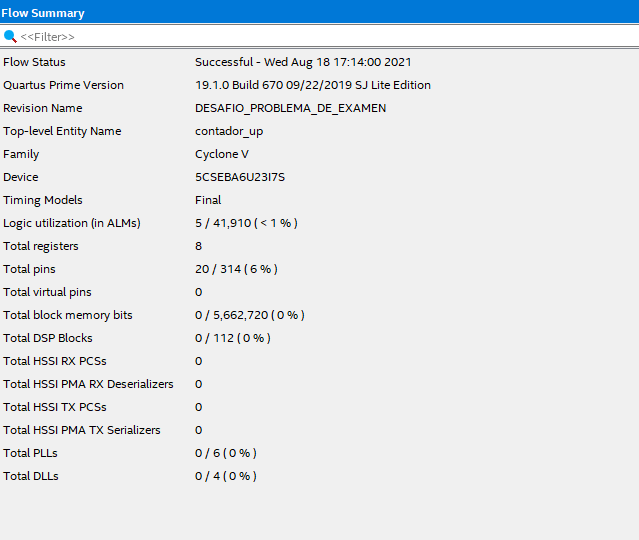 Flow Summary
<<Filter>>
Flow Status Successful - Wed Aug 18 17:14:00 2021
Quartus Prime Version 19.1.0 Build 670 09/22/2019 SJ Lite Edition
Revision Name DESAFIO_PROBLEMA_DE_EXAMEN
Top-level Entity Name contador_up
Family Cyclone V
Device 5CSEBA6U23I7S
Timing Models Final
Logic utilization (in ALMs) 5 / 41,910 ( < 1 % )
Total registers 8
Total pins 20 / 314 ( 6 % )
Total virtual pins 0
Total block memory bits 0 / 5,662,720 ( 0 % )
Total DSP Blocks 0 / 112 ( 0 % )
Total HSSI RX PCSs 0
Total HSSI PMA RX Deserializers 0
Total HSSI TX PCSs 0
Total HSSI PMA TX Serializers 0
Total PLLs 0 / 6 ( 0 % )
Total DLLs 0 / 4 ( 0 % )